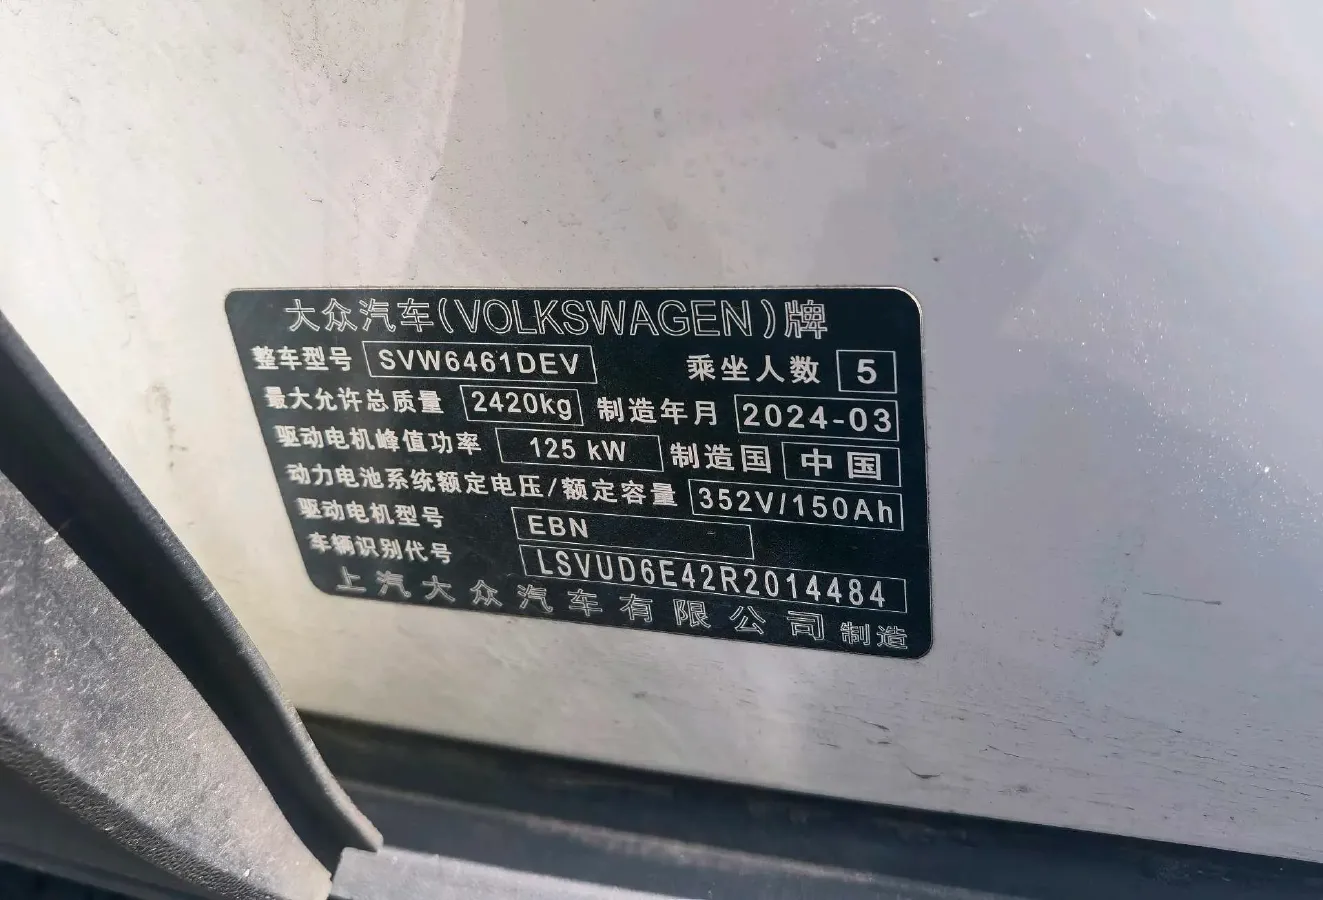 大众汽车(VOLKSWAGEN)牌
整车型号 SVW6461DEV 乘坐人数 5
最大允许总质量 2420kg 制造年月 2024-03
驱动电机峰值功率 125 kW 制造国 中国
动力电池系统额定电压/额定容量 352V/150Ah
驱动电机型号 EBN
车辆识别代号 LSVUD6E42R2014484
上汽大众汽车有限公司 制造